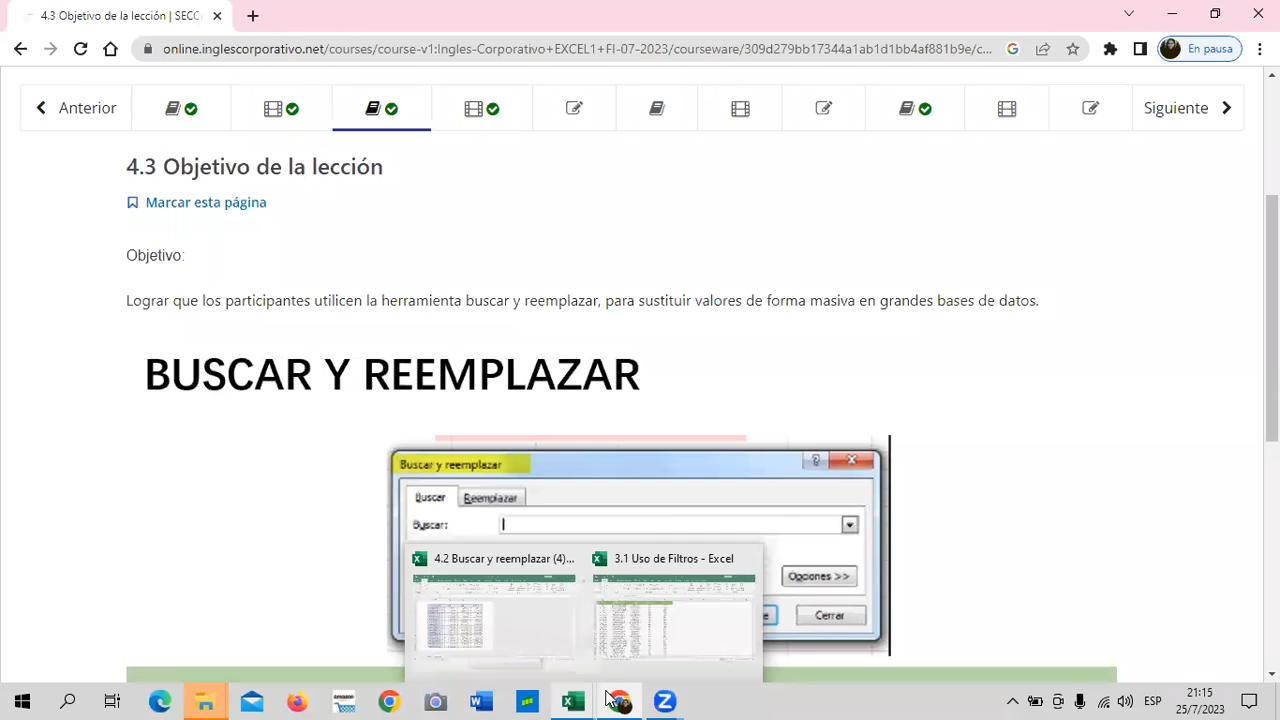 4.3 Objetivo de la lección | SECC
online.inglescorporativo.net/courses/course-v1:Ingles-Corporativo+EXCEL1+FI-07-2023/courseware/309d279bb17344a1ab1d1bb4af881b9e/c...
En pausa
Anterior
Siguiente
4.3 Objetivo de la lección
Marcar esta página
Objetivo:
Lograr que los participantes utilicen la herramienta buscar y reemplazar, para sustituir valores de forma masiva en grandes bases de datos.
BUSCAR Y REEMPLAZAR
Buscar y reemplazar
Buscar Reemplazar
Buscar:
4.2 Buscar y reemplazar (4)...
3.1 Uso de Filtros - Excel
Opciones >>
Cerrar
ESP
21:15
25/7/2023